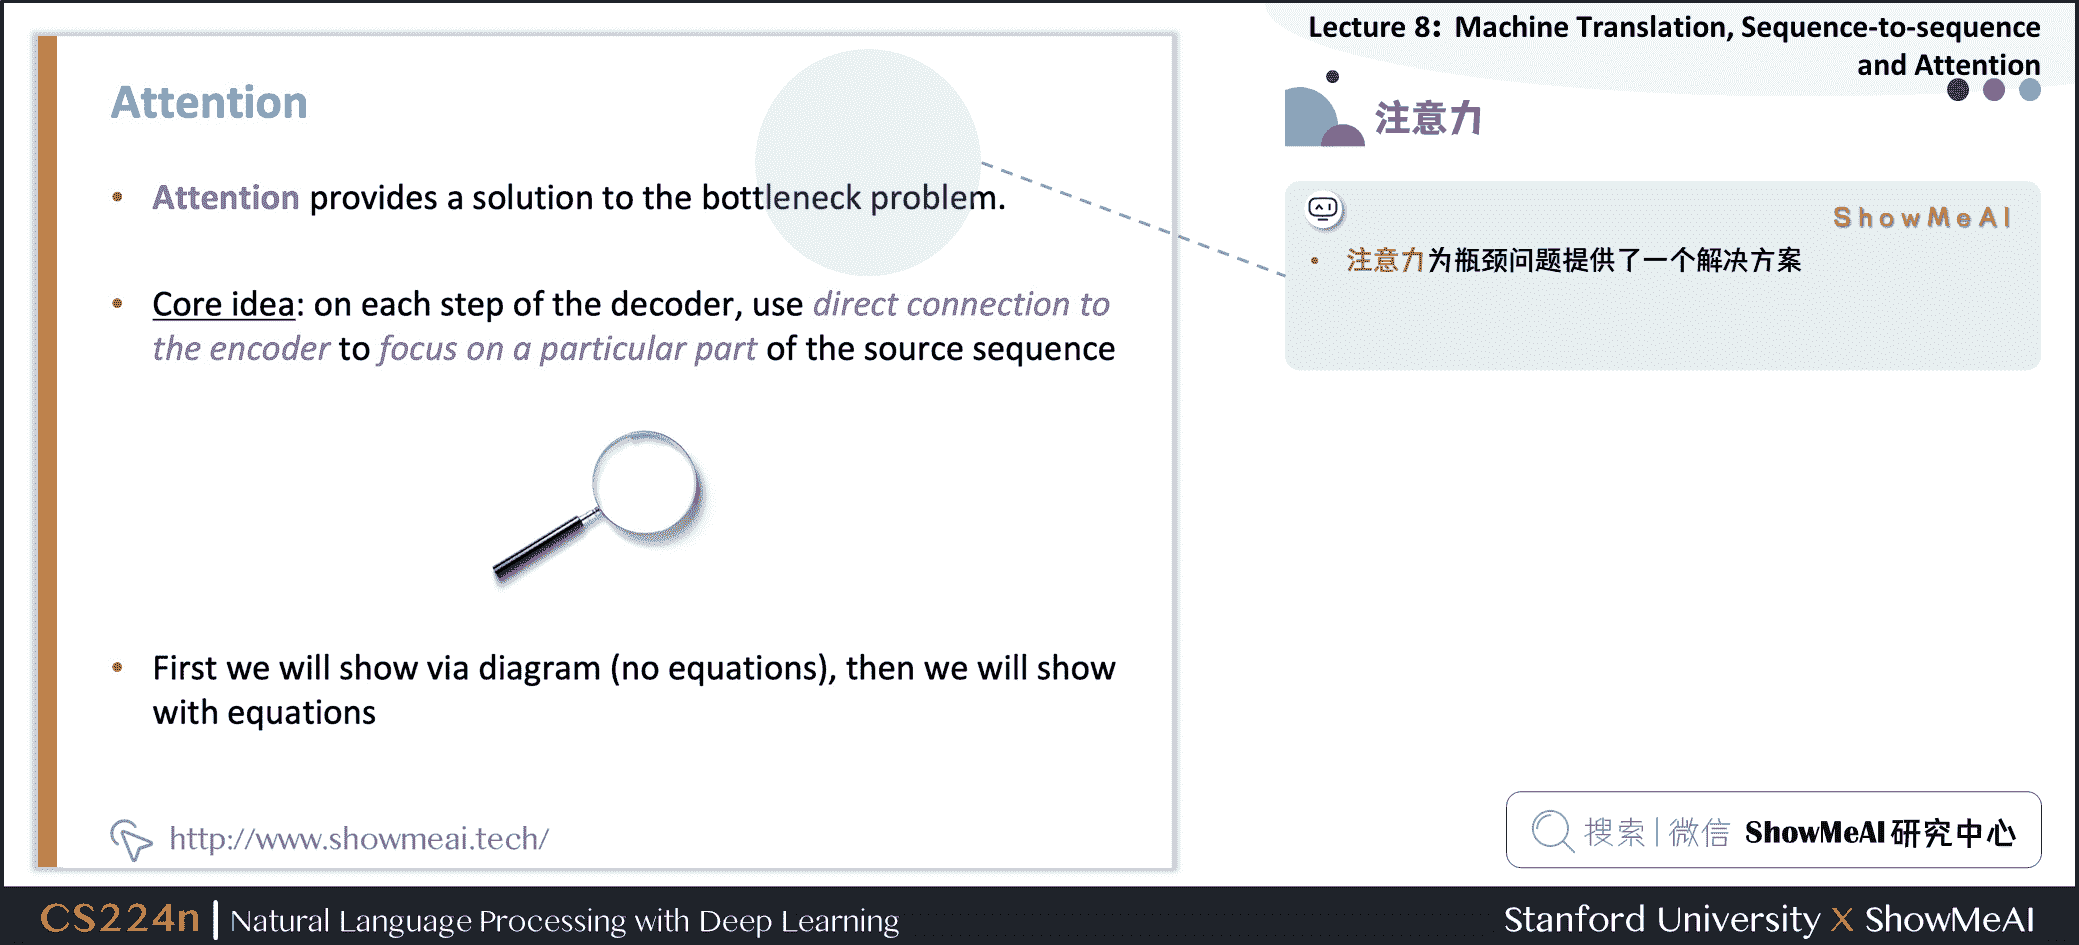 Lecture 8: Machine Translation, Sequence-to-sequence
and Attention
Attention
• Attention provides a solution to the bottleneck problem.
• Core idea: on each step of the decoder, use direct connection to
the encoder to focus on a particular part of the source sequence
• First we will show via diagram (no equations), then we will show
with equations
http://www.showmeai.tech/
注意力
ShowMeAI
• 注意力为瓶颈问题提供了一个解决方案
搜索|微信 ShowMeAI研究中心
CS224n | Natural Language Processing with Deep Learning
Stanford University X ShowMeAI